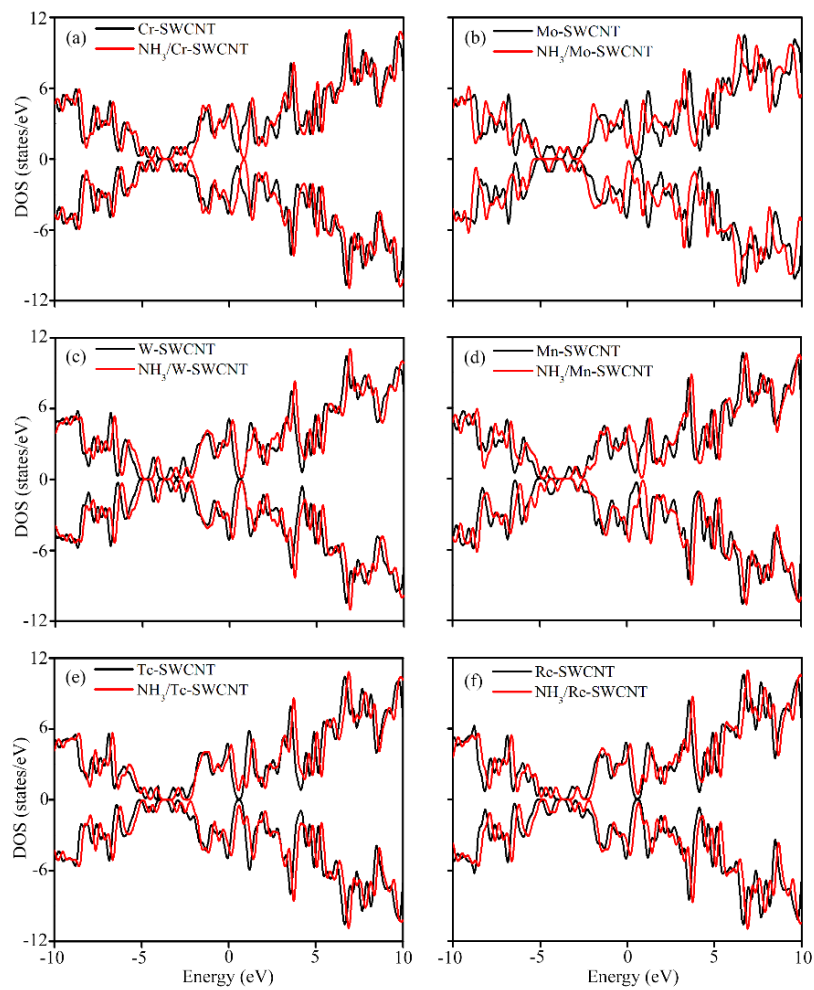 (a)
Cr-SWCNT
NH3/Cr-SWCNT
(b)
Mo-SWCNT
NH3/Mo-SWCNT
12
6
0
-6
-12
DOS (states/eV)
(c)
W-SWCNT
NH3/W-SWCNT
(d)
Mn-SWCNT
NH3/Mn-SWCNT
12
6
0
-6
-12
DOS (states/eV)
(e)
Tc-SWCNT
NH3/Tc-SWCNT
(f)
Re-SWCNT
NH3/Re-SWCNT
12
6
0
-6
-12
DOS (states/eV)
-10 -5 0 5 10
-10 -5 0 5 10
Energy (eV)
Energy (eV)